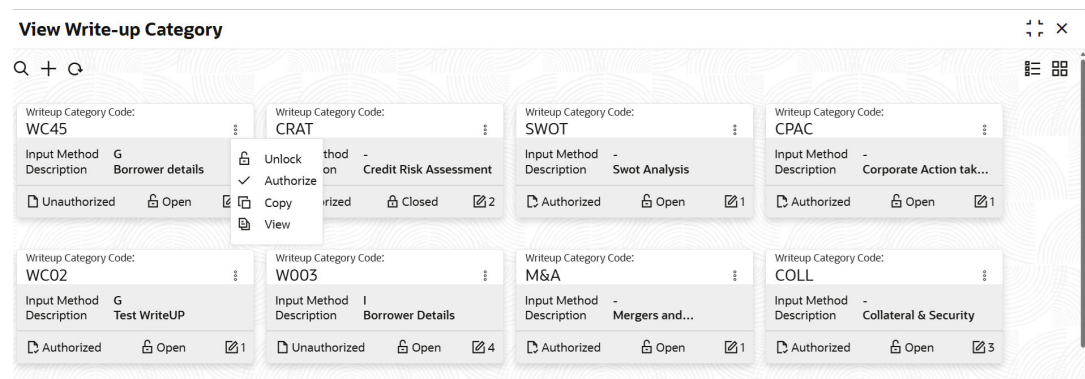 View Write-up Category
Writeup Category Code:
WC45
Input Method G
Description Borrower details
Unauthorized Open
Unlock
Authorize
Copy
View
Writeup Category Code:
CRAT
-
Credit Risk Assessment
Closed 2
Writeup Category Code:
SWOT
Input Method -
Description Swot Analysis
Authorized Open 1
Writeup Category Code:
CPAC
Input Method -
Description Corporate Action tak...
Authorized Open 1
Writeup Category Code:
WC02
Input Method G
Description Test WriteUP
Authorized Open 1
Writeup Category Code:
W003
Input Method I
Description Borrower Details
Unauthorized Open 4
Writeup Category Code:
M&A
Input Method -
Description Mergers and...
Authorized Open 1
Writeup Category Code:
COLL
Input Method -
Description Collateral & Security
Authorized Open 3